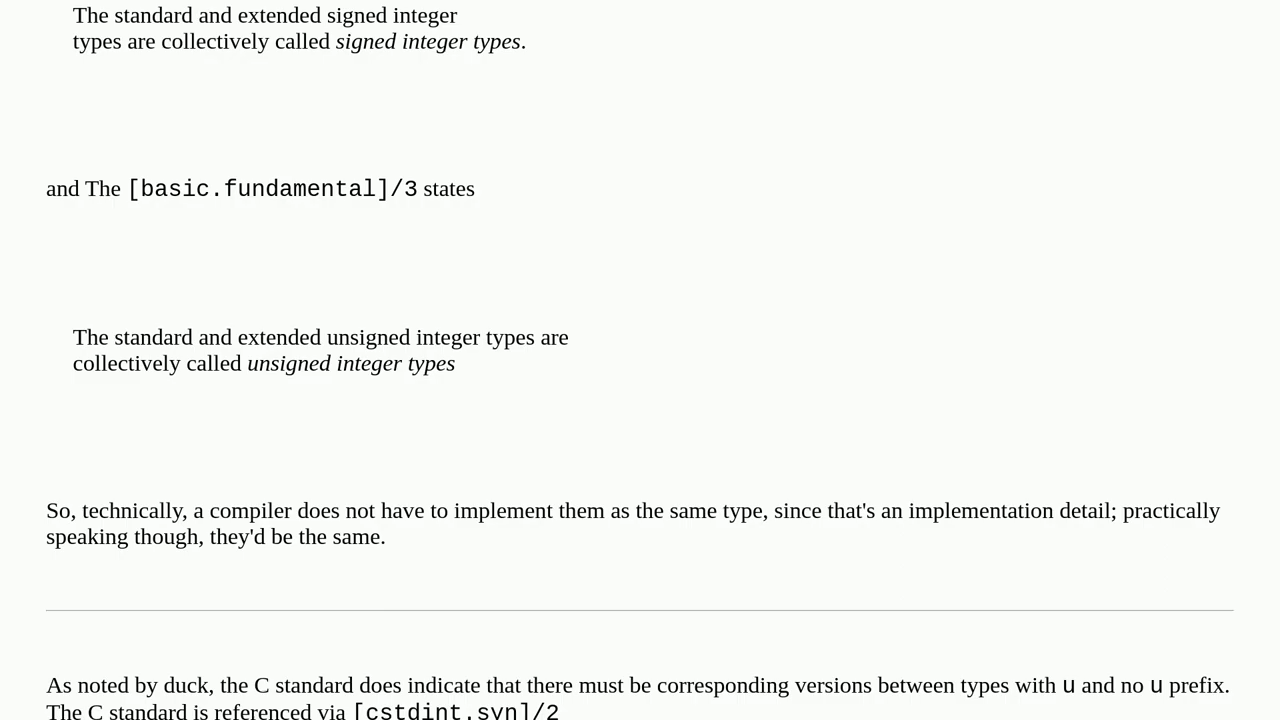 The standard and extended signed integer
types are collectively called signed integer types.
and The [basic.fundamental]/3 states
The standard and extended unsigned integer types are
collectively called unsigned integer types
So, technically, a compiler does not have to implement them as the same type, since that's an implementation detail; practically
speaking though, they'd be the same.
As noted by duck, the C standard does indicate that there must be corresponding versions between types with u and no u prefix.
The C standard is referenced via [cstdint.syn]/2